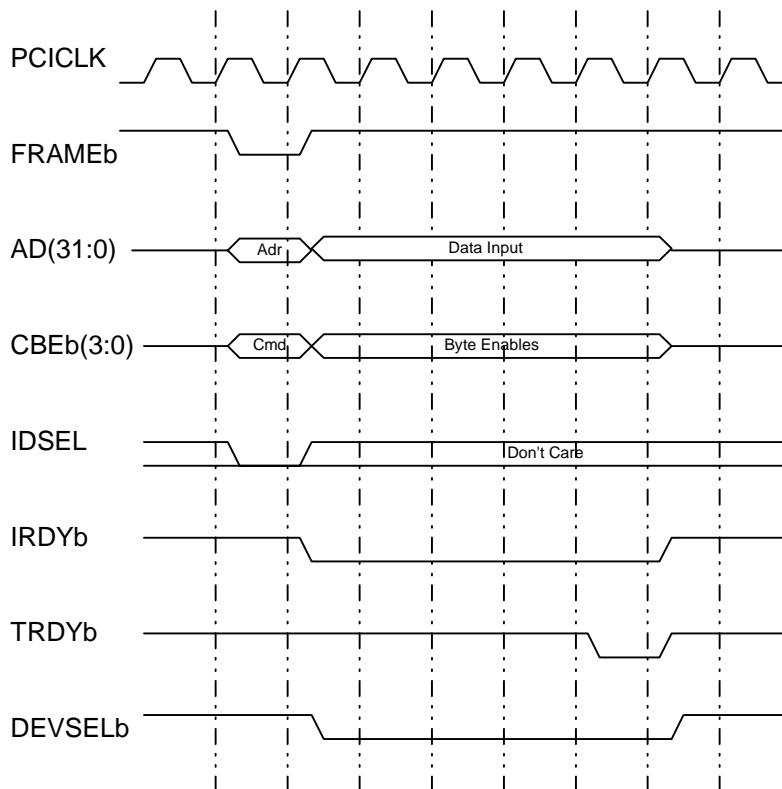 PCICLK
FRAMEb
AD(31:0)
Adr
Data Input
CBEb(3:0)
Cmd
Byte Enables
IDSEL
Don't Care
IRDYb
TRDYb
DEVSELb